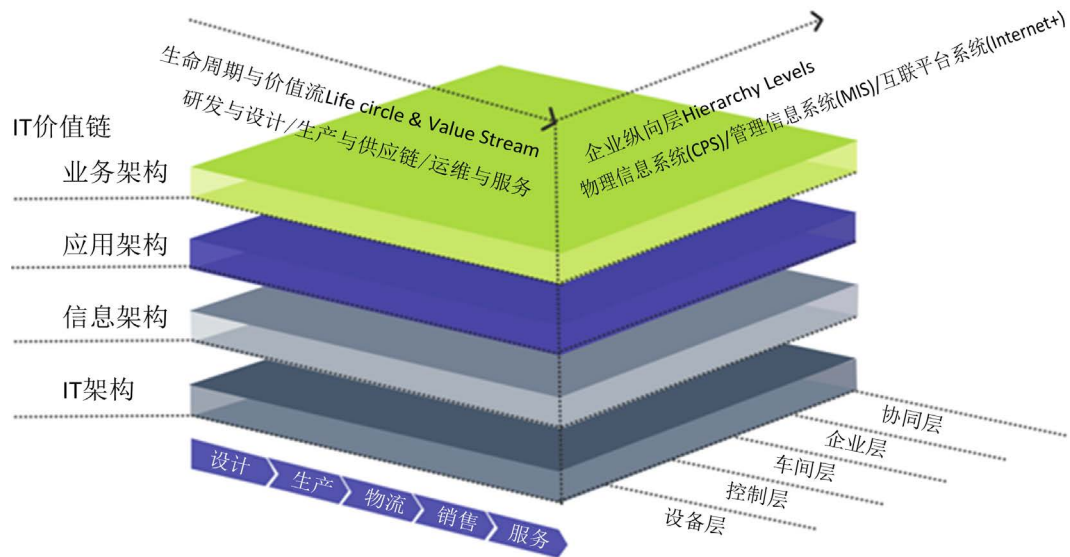 生命周期与价值流Life circle & Value Stream
研发与设计/生产与供应链/运维与服务
企业纵向层Hierarchy Levels
物理信息系统(CPS)/管理信息系统(MIS)/互联平台系统(Internet+)
IT价值链
业务架构
应用架构
信息架构
IT架构
设计
生产
物流
销售
服务
协同层
企业层
车间层
控制层
设备层